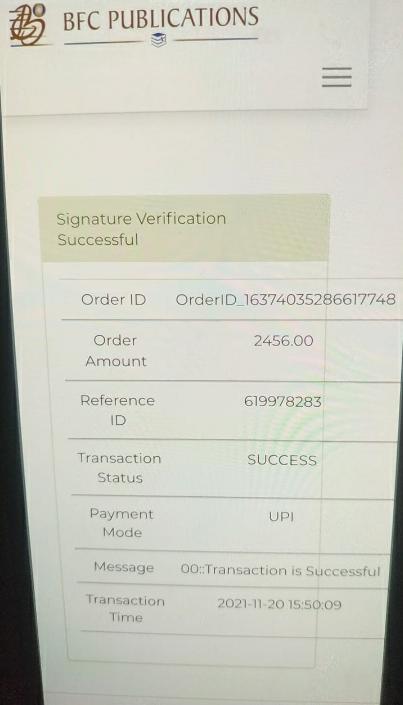 BFC PUBLICATIONS
Signature Verification
Successful
Order ID OrderID_16374035286617748
Order
Amount 2456.00
Reference
ID 619978283
Transaction
Status SUCCESS
Payment
Mode UPI
Message 00::Transaction is Successful
Transaction
Time 2021-11-20 15:50:09